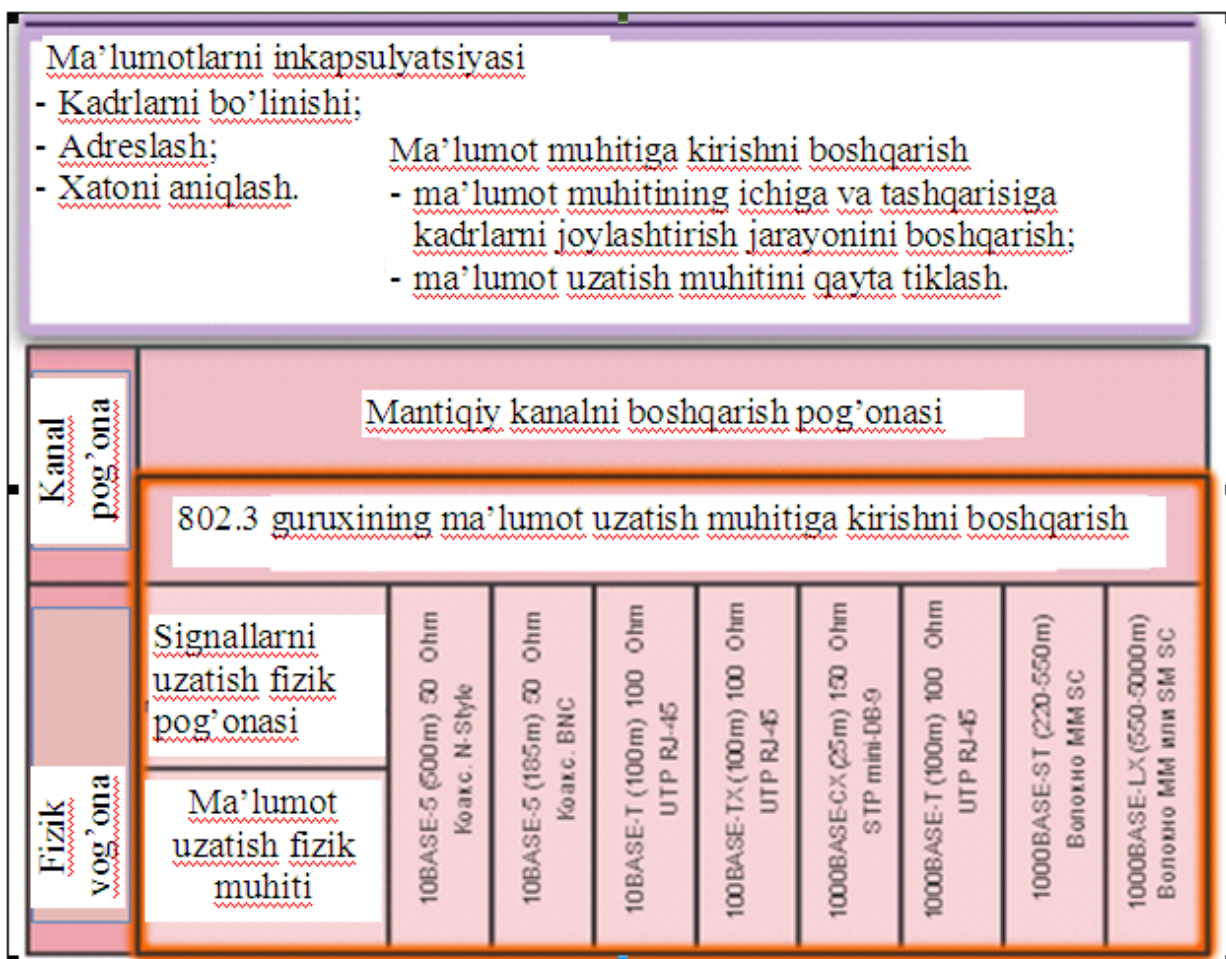 Ma’lumotlarni inkapsulyatsiyasi
- Kadrlarni bo’linishi;
- Adreslash;
- Xatoni aniqlash.
Ma’lumot muhitiga kirishni boshqarish
- ma’lumot muhitining ichiga va tashqarisiga
kadrlarni joylashtirish jarayonini boshqarish;
- ma’lumot uzatish muhitini qayta tiklash.
Kanal
pog’ona
Mantiqiy kanalni boshqarish pog’onasi
802.3 guruxining ma’lumot uzatish muhitiga kirishni boshqarish
Fizik
vog’ona
Signallarni
uzatish fizik
pog’onasi
Ma’lumot
uzatish fizik
muhiti
10BASE-5 (500m) 50 Ohm
Коакс. N-Style
10BASE-5 (185m) 50 Ohm
Коакс. BNC
10BASE-T (100m) 100 Ohm
UTP RJ-45
100BASE-TX (100m) 100 Ohm
UTP RJ-45
1000BASE-CX (25m) 150 Ohm
STP mini-DB-9
1000BASE-T (100m) 100 Ohm
UTP RJ-45
1000BASE-ST (220-550m)
Волокно MM SC
1000BASE-LX (550-5000m)
Волокно MM или SM SC